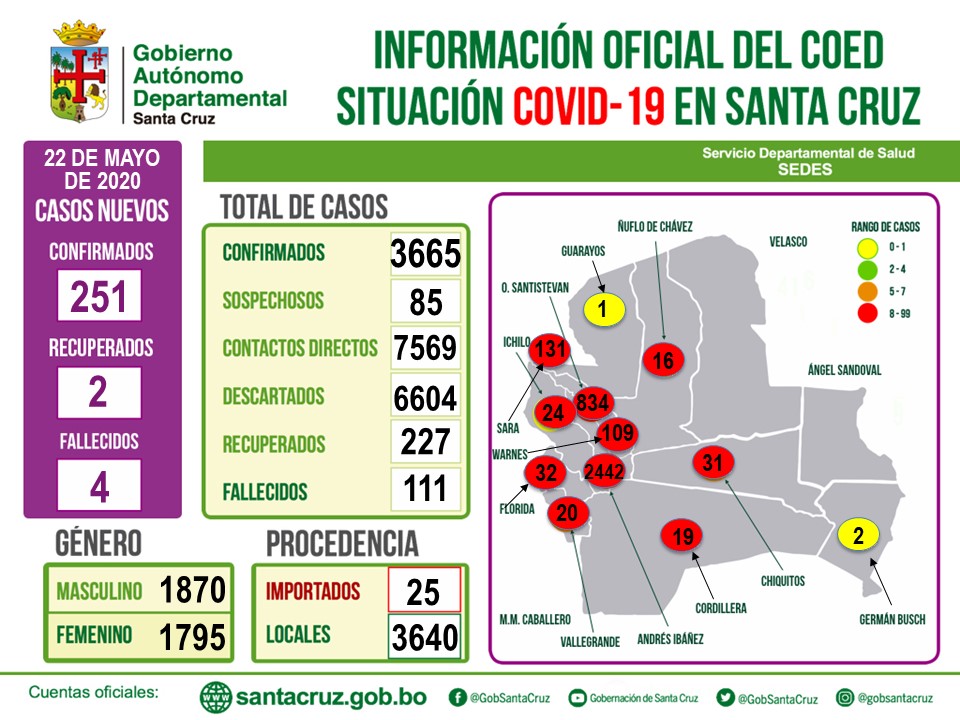 Gobierno
Autónomo
Departamental
Santa Cruz
INFORMACIÓN OFICIAL DEL COED
SITUACIÓN COVID-19 EN SANTA CRUZ
Servicio Departamental de Salud
SEDES
22 DE MAYO
DE 2020
CASOS NUEVOS
CONFIRMADOS
251
RECUPERADOS
2
FALLECIDOS
4
TOTAL DE CASOS
CONFIRMADOS 3665
SOSPECHOSOS 85
CONTACTOS DIRECTOS 7569
DESCARTADOS 6604
RECUPERADOS 227
FALLECIDOS 111
GÉNERO
MASCULINO 1870
FEMENINO 1795
PROCEDENCIA
IMPORTADOS 25
LOCALES 3640
ÑUFLO DE CHÁVEZ
VELASCO
GUARAYOS
RANGO DE CASOS
0 - 1
2 - 4
5 - 7
8 - 99
O. SANTISTEVAN
1
ICHILO
131
16
ÁNGEL SANDOVAL
834
24
SARA
109
WARNES
31
32
2442
FLORIDA
20
19
2
CHIQUITOS
CORDILLERA
M.M. CABALLERO
GERMÁN BUSCH
VALLEGRANDE
ANDRÉS IBÁÑEZ
Cuentas oficiales:
santacruz.gob.bo
@GobSantaCruz
Gobernación de Santa Cruz
@GobSantaCruz
@gobsantacruz